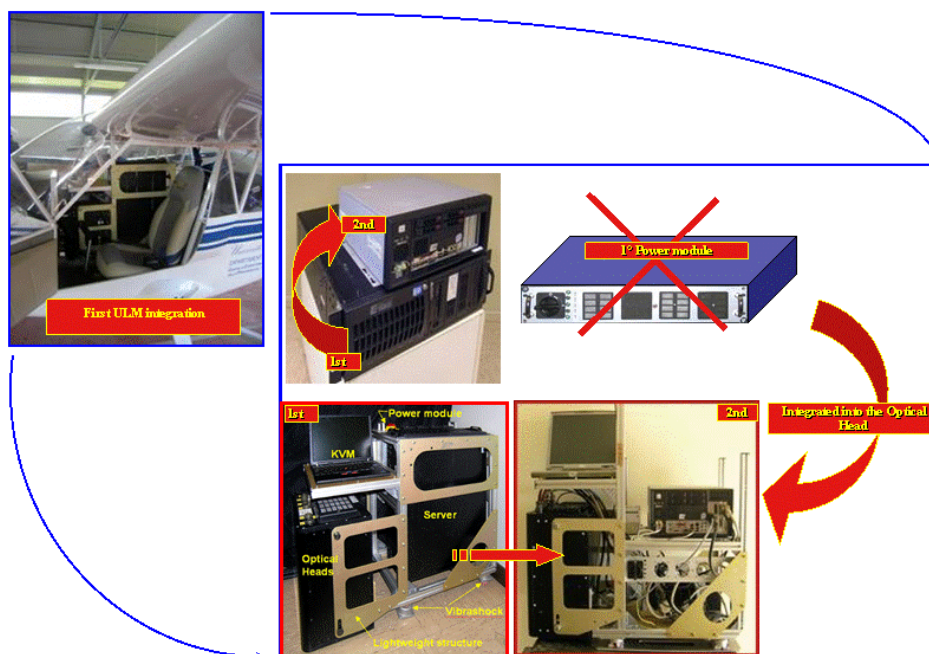 2nd
1° Power module
First ULM integration
1st
1st
Power module
2nd
Integrated into the Optical
Head
KVM
Server
Optical
Heads
Vibrashock
Lightweight structure